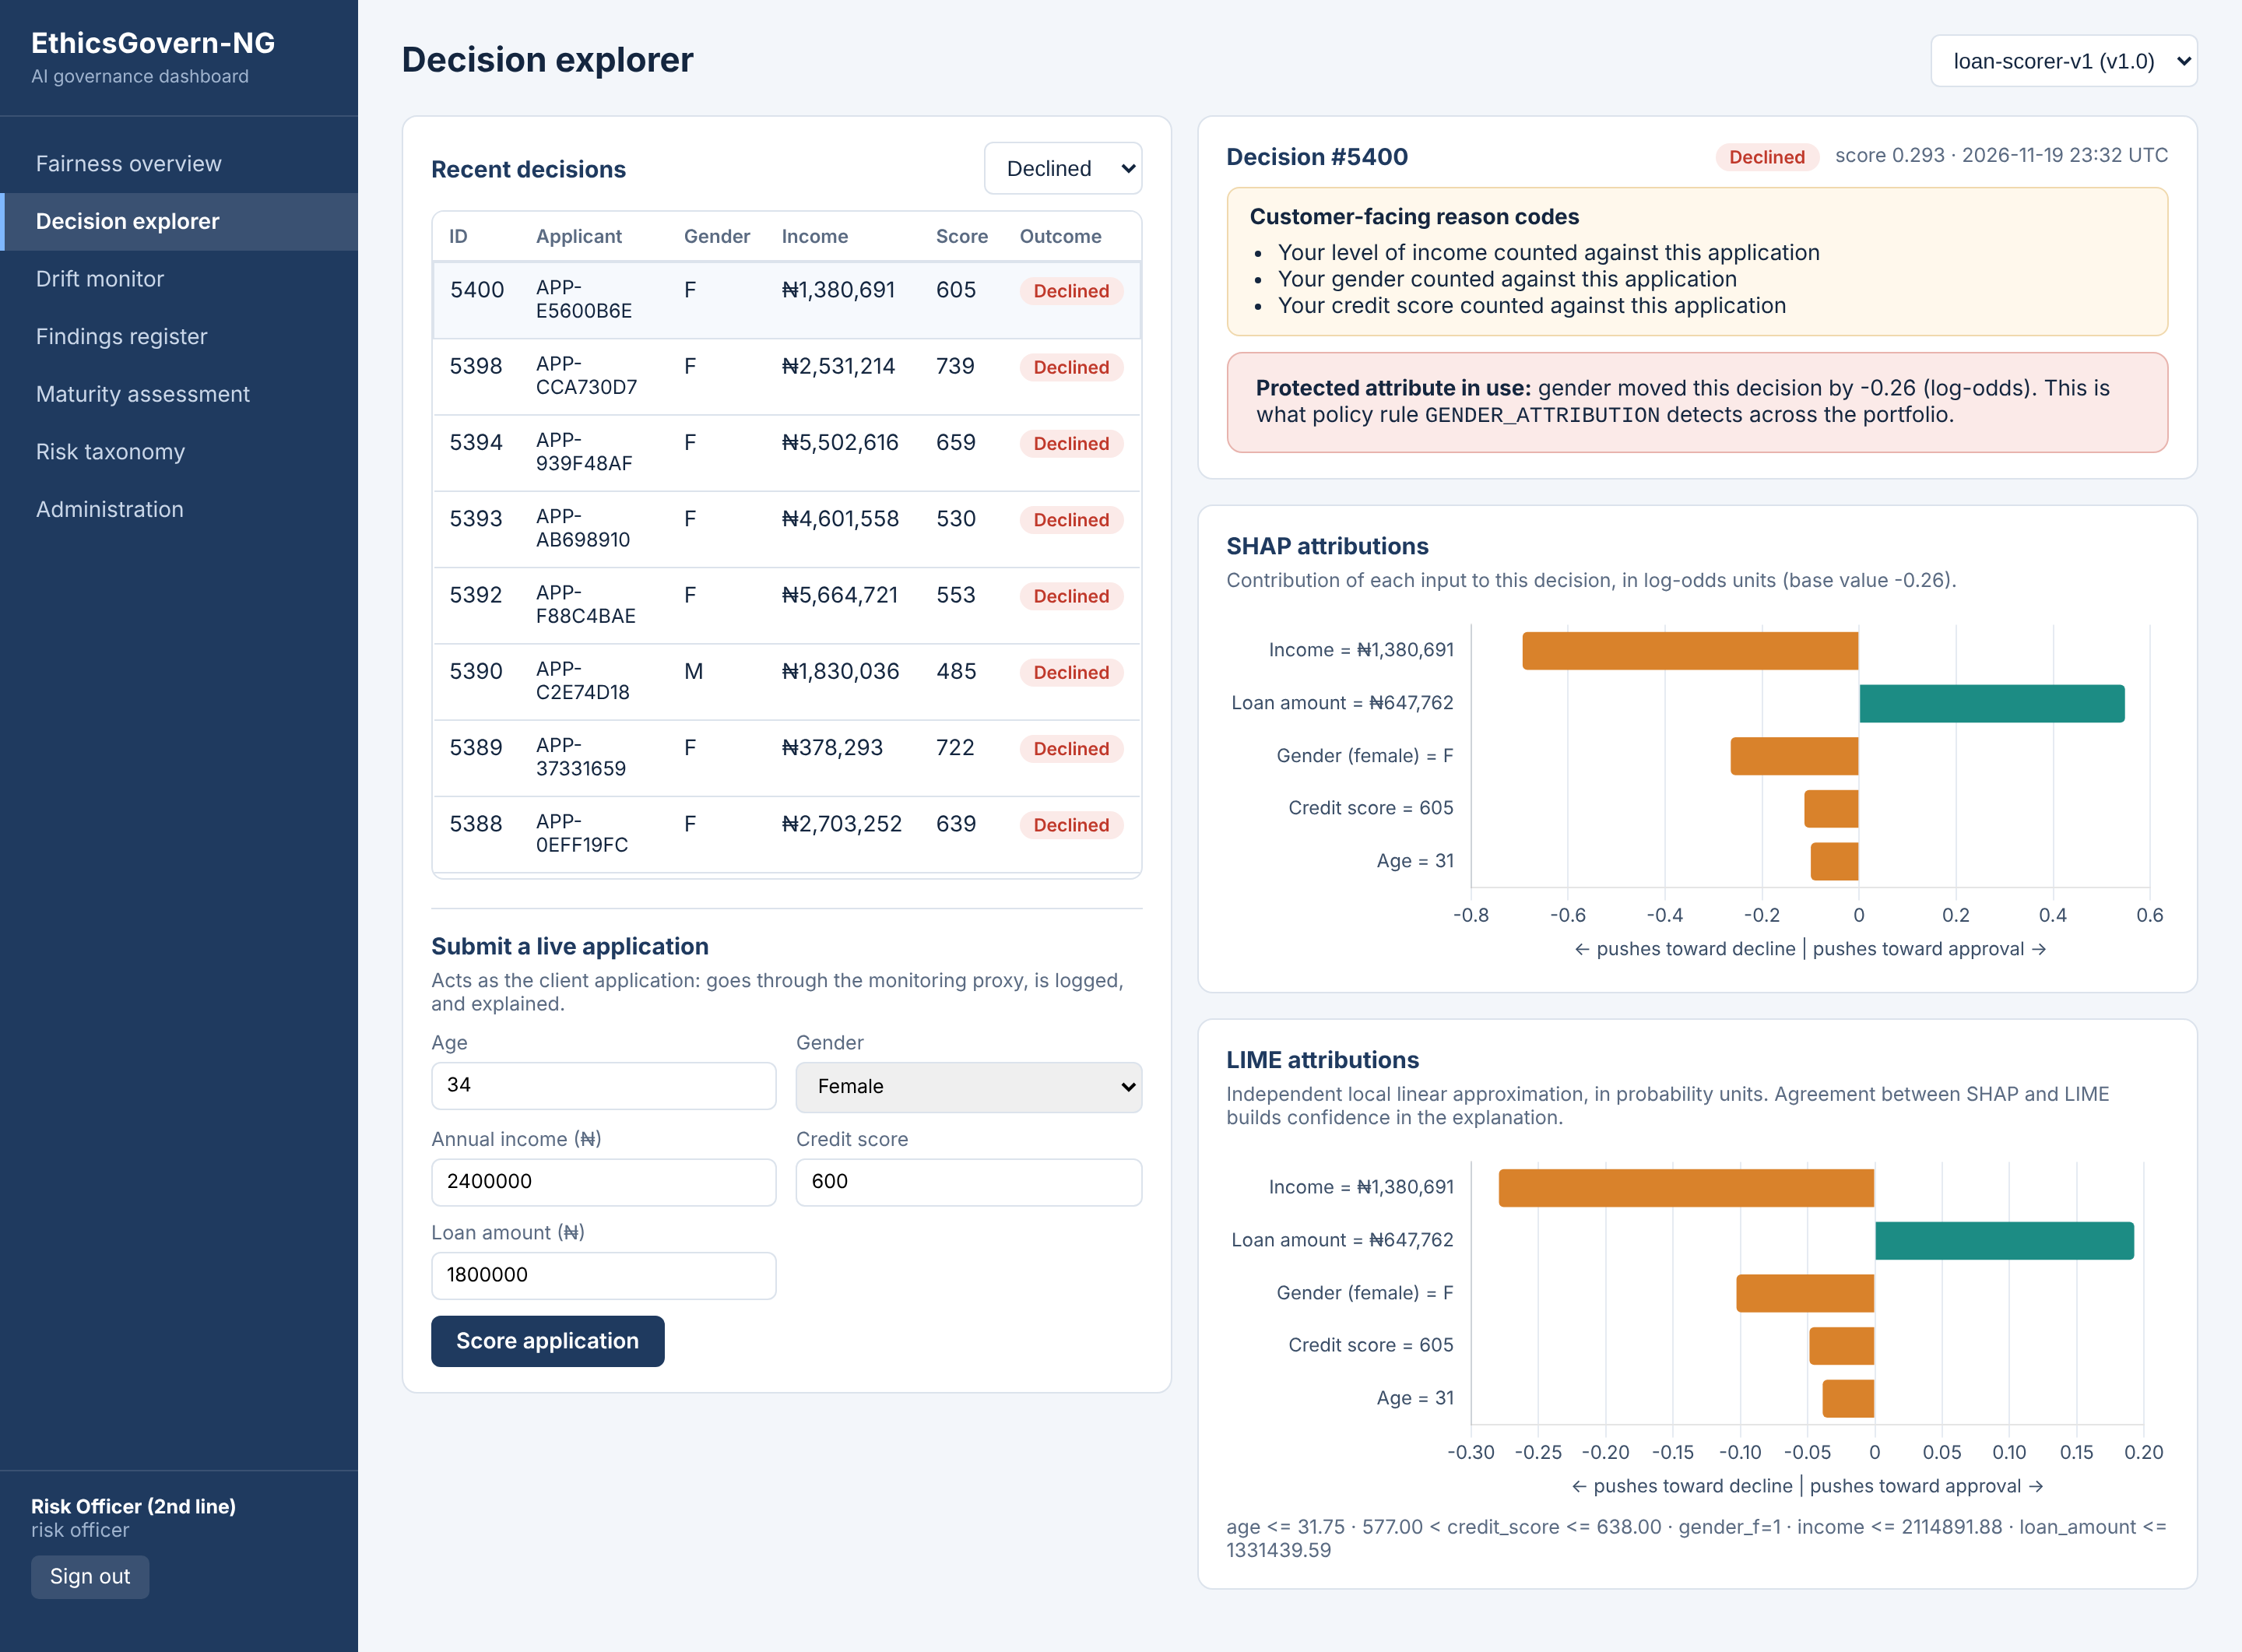 EthicsGovern-NG
AI governance dashboard
Fairness overview
Decision explorer
Drift monitor
Findings register
Maturity assessment
Risk taxonomy
Administration
Risk Officer (2nd line)
risk officer
Sign out
Decision explorer
loan-scorer-v1 (v1.0)
Recent decisions
Declined
ID Applicant Gender Income Score Outcome
5400 APP-E5600B6E F ₦1,380,691 605 Declined
5398 APP-CCA730D7 F ₦2,531,214 739 Declined
5394 APP-939F48AF F ₦5,502,616 659 Declined
5393 APP-AB698910 F ₦4,601,558 530 Declined
5392 APP-F88C4BAE F ₦5,664,721 553 Declined
5390 APP-C2E74D18 M ₦1,830,036 485 Declined
5389 APP-37331659 F ₦378,293 722 Declined
5388 APP-0EFF19FC F ₦2,703,252 639 Declined
Submit a live application
Acts as the client application: goes through the monitoring proxy, is logged,
and explained.
Age Gender
34 Female
Annual income (₦) Credit score
2400000 600
Loan amount (₦)
1800000
Score application
Decision #5400 Declined score 0.293 · 2026-11-19 23:32 UTC
Customer-facing reason codes
• Your level of income counted against this application
• Your gender counted against this application
• Your credit score counted against this application
Protected attribute in use: gender moved this decision by -0.26 (log-odds). This is
what policy rule GENDER_ATTRIBUTION detects across the portfolio.
SHAP attributions
Contribution of each input to this decision, in log-odds units (base value -0.26).
Income = ₦1,380,691
Loan amount = ₦647,762
Gender (female) = F
Credit score = 605
Age = 31
-0.8 -0.6 -0.4 -0.2 0 0.2 0.4 0.6
← pushes toward decline | pushes toward approval →
LIME attributions
Independent local linear approximation, in probability units. Agreement between SHAP and LIME
builds confidence in the explanation.
Income = ₦1,380,691
Loan amount = ₦647,762
Gender (female) = F
Credit score = 605
Age = 31
-0.30 -0.25 -0.20 -0.15 -0.10 -0.05 0 0.05 0.10 0.15 0.20
← pushes toward decline | pushes toward approval →
age <= 31.75 · 577.00 < credit_score <= 638.00 · gender_f=1 · income <= 2114891.88 · loan_amount <=
1331439.59